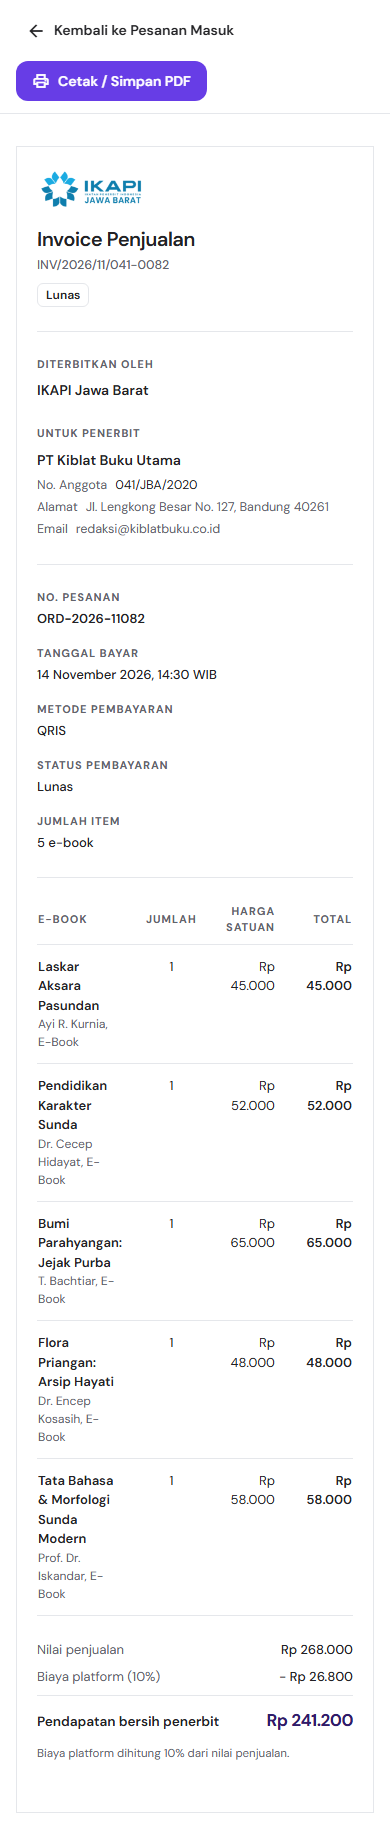 Kembali ke Pesanan Masuk
Cetak / Simpan PDF
IKAPI
JAWA BARAT
Invoice Penjualan
INV/2026/11/041-0082
Lunas
DITERBITKAN OLEH
IKAPI Jawa Barat
UNTUK PENERBIT
PT Kiblat Buku Utama
No. Anggota 041/JBA/2020
Alamat Jl. Lengkong Besar No. 127, Bandung 40261
Email redaksi@kiblatbuku.co.id
NO. PESANAN
ORD-2026-11082
TANGGAL BAYAR
14 November 2026, 14:30 WIB
METODE PEMBAYARAN
QRIS
STATUS PEMBAYARAN
Lunas
JUMLAH ITEM
5 e-book
E-BOOK JUMLAH HARGA SATUAN TOTAL
Laskar 1 Rp Rp
Aksara 45.000 45.000
Pasundan
Ayi R. Kurnia,
E-Book
Pendidikan 1 Rp Rp
Karakter 52.000 52.000
Sunda
Dr. Cecep
Hidayat, E-
Book
Bumi 1 Rp Rp
Parahyangan: 65.000 65.000
Jejak Purba
T. Bachtiar, E-
Book
Flora 1 Rp Rp
Priangan: 48.000 48.000
Arsip Hayati
Dr. Encep
Kosasih, E-
Book
Tata Bahasa 1 Rp Rp
& Morfologi 58.000 58.000
Sunda
Modern
Prof. Dr.
Iskandar, E-
Book
Nilai penjualan Rp 268.000
Biaya platform (10%) - Rp 26.800
Pendapatan bersih penerbit Rp 241.200
Biaya platform dihitung 10% dari nilai penjualan.